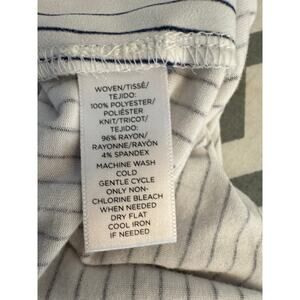 WOVEN/TISSÉ/
TEJIDO:
100% POLYESTER/
POLIÉSTER
KNIT/TRICOT/
TEJIDO:
96% RAYON/
RAYONNE/RAYÓN
4% SPANDEX
MACHINE WASH
COLD
GENTLE CYCLE
ONLY NON-
CHLORINE BLEACH
WHEN NEEDED
DRY FLAT
COOL IRON
IF NEEDED